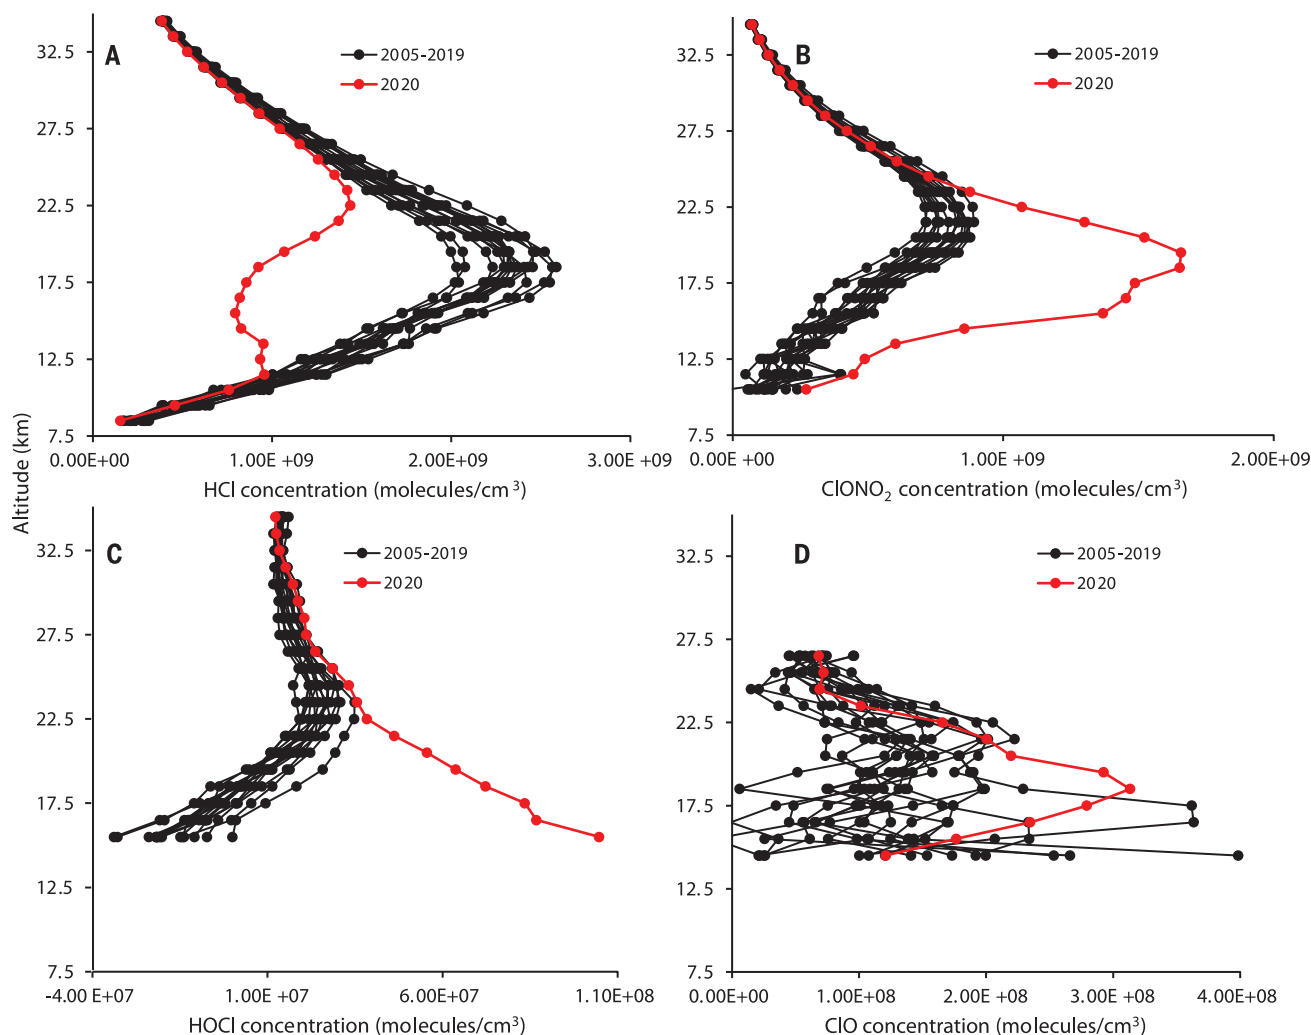 A
2005-2019
2020
32.5
27.5
22.5
17.5
12.5
7.5
0.00E+00 1.00E+09 2.00E+09 3.00E+09
HCl concentration (molecules/cm³)
B
2005-2019
2020
32.5
27.5
22.5
17.5
12.5
7.5
0.00E +00 1.00E+09 2.00E+09
ClONO₂ concentration (molecules/cm³)
Altitude (km)
C
2005-2019
2020
32.5
27.5
22.5
17.5
12.5
7.5
-4.00 E+07 1.00 E+07 6.00 E+07 1.10E+08
HOCl concentration (molecules/cm³)
D
2005-2019
2020
32.5
27.5
22.5
17.5
12.5
7.5
0.00E+00 1.00E+08 2.00E+08 3.00E+08 4.00E+08
ClO concentration (molecules/cm³)